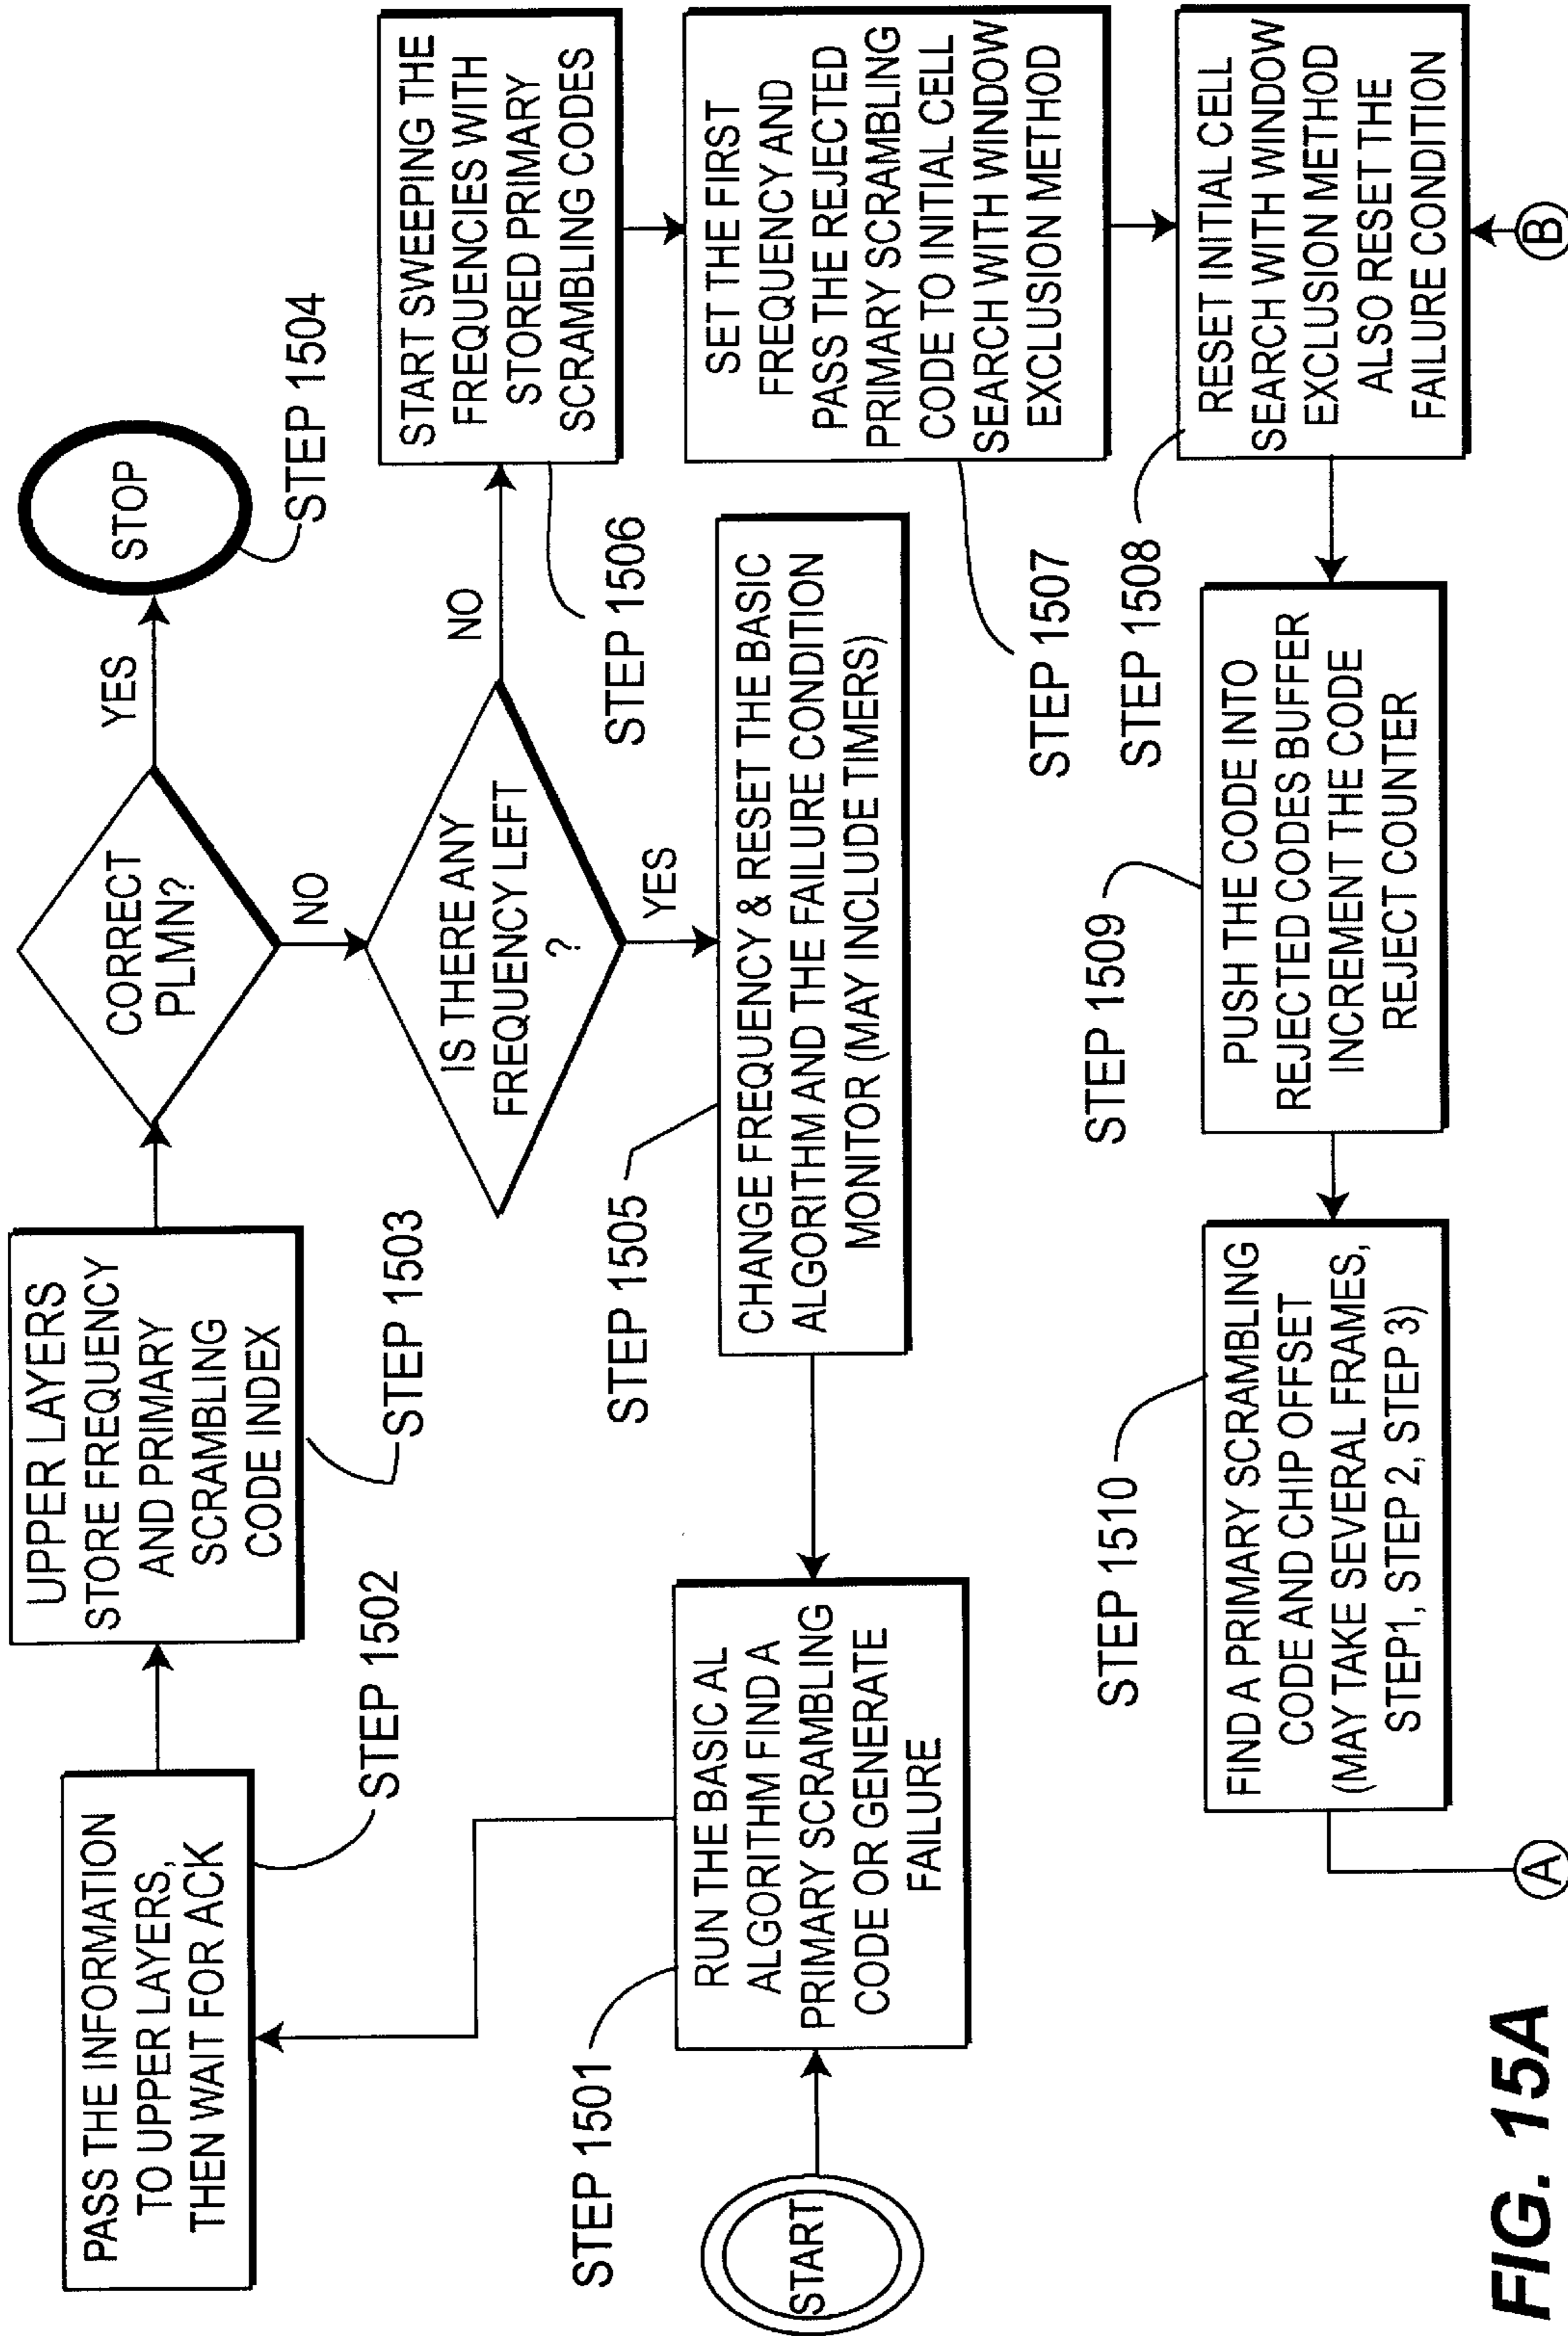 START
STEP 1501
RUN THE BASIC AL
ALGORITHM FIND A
PRIMARY SCRAMBLING
CODE OR GENERATE
FAILURE
PASS THE INFORMATION
TO UPPER LAYERS,
THEN WAIT FOR ACK
STEP 1502
UPPER LAYERS
STORE FREQUENCY
AND PRIMARY
SCRAMBLING
CODE INDEX
STEP 1503
CORRECT
PLMN?
YES
STOP
STEP 1504
NO
IS THERE ANY
FREQUENCY LEFT
?
NO
YES
STEP 1505
CHANGE FREQUENCY & RESET THE BASIC
ALGORITHM AND THE FAILURE CONDITION
MONITOR (MAY INCLUDE TIMERS)
START SWEEPING THE
FREQUENCIES WITH
STORED PRIMARY
SCRAMBLING CODES
STEP 1506
SET THE FIRST
FREQUENCY AND
PASS THE REJECTED
PRIMARY SCRAMBLING
CODE TO INITIAL CELL
SEARCH WITH WINDOW
EXCLUSION METHOD
STEP 1507
STEP 1508
RESET INITIAL CELL
SEARCH WITH WINDOW
EXCLUSION METHOD
ALSO RESET THE
FAILURE CONDITION
B
STEP 1509
PUSH THE CODE INTO
REJECTED CODES BUFFER
INCREMENT THE CODE
REJECT COUNTER
STEP 1510
FIND A PRIMARY SCRAMBLING
CODE AND CHIP OFFSET
(MAY TAKE SEVERAL FRAMES,
STEP1, STEP 2, STEP 3)
A
FIG. 15A